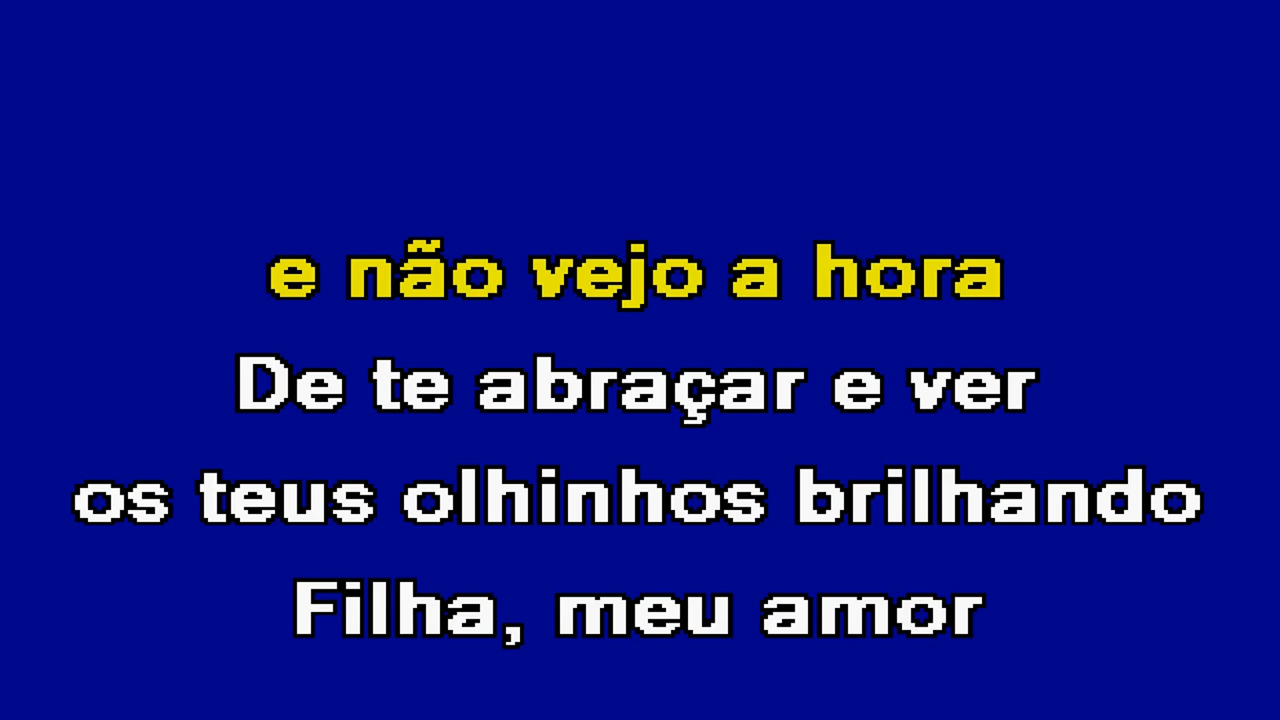 e não vejo a hora
De te abraçar e ver
os teus olhinhos brilhando
Filha, meu amor